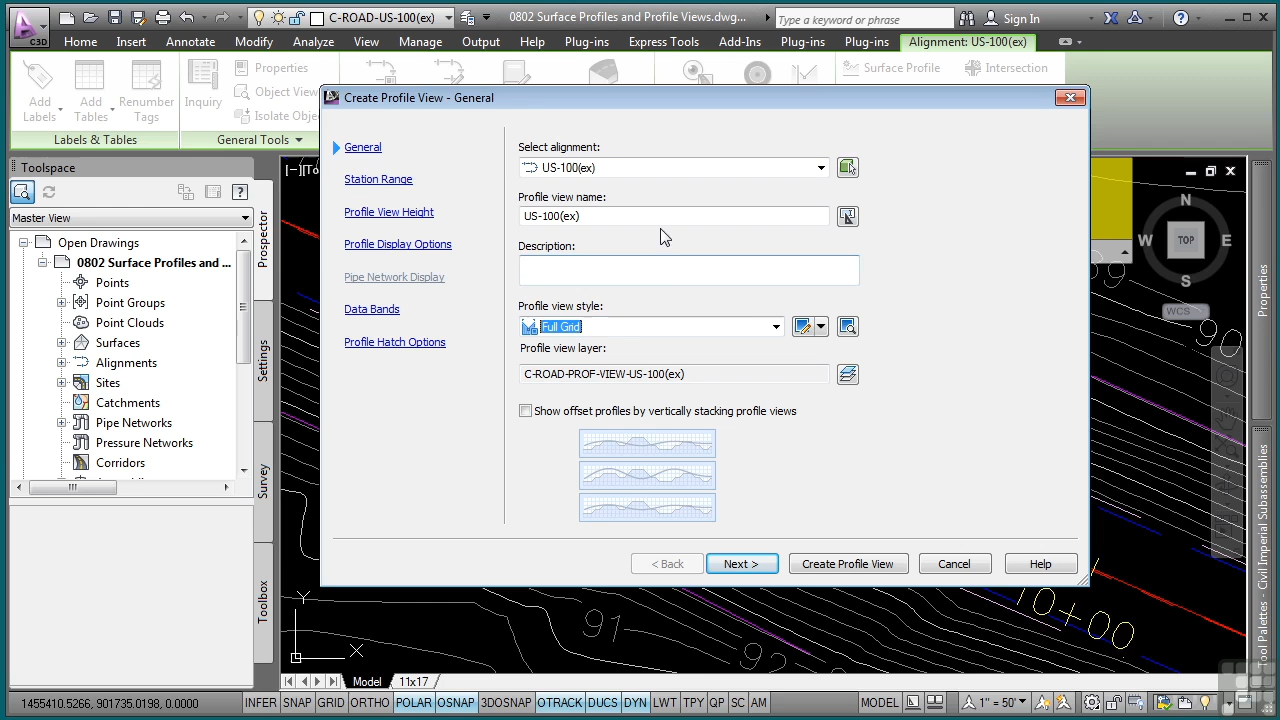 C-ROAD-US-100(ex)
0802 Surface Profiles and Profile Views.dwg...
Type a keyword or phrase
Sign In
C3D
Home Insert Annotate Modify Analyze View Manage Output Help Plug-ins Express Tools Add-Ins Plug-ins Plug-ins Alignment: US-100(ex)
Add Labels
Add Tables
Renumber Tags
Inquiry
Properties
Object View
Isolate Obje
Surface Profile
Intersection
Labels & Tables
General Tools
Create Profile View - General
General
Station Range
Profile View Height
Profile Display Options
Pipe Network Display
Data Bands
Profile Hatch Options
Select alignment:
US-100(ex)
Profile view name:
US-100(ex)
Description:
Profile view style:
Full Grid
Profile view layer:
C-ROAD-PROF-VIEW-US-100(ex)
Show offset profiles by vertically stacking profile views
< Back
Next >
Create Profile View
Cancel
Help
Toolspace
Master View
Open Drawings
0802 Surface Profiles and ...
Points
Point Groups
Point Clouds
Surfaces
Alignments
Sites
Catchments
Pipe Networks
Pressure Networks
Corridors
Prospector
Settings
Survey
Toolbox
[−][To
N
W
TOP
E
S
WCS
90
Properties
Tool Palettes - Civil Imperial Subassemblies
10+00
91
92
Y
X
Model
11x17
1455410.5266, 901735.0198, 0.0000
INFER SNAP GRID ORTHO POLAR OSNAP 3DOSNAP OTRACK DUCS DYN LWT TPY QP SC AM
MODEL
1" = 50'